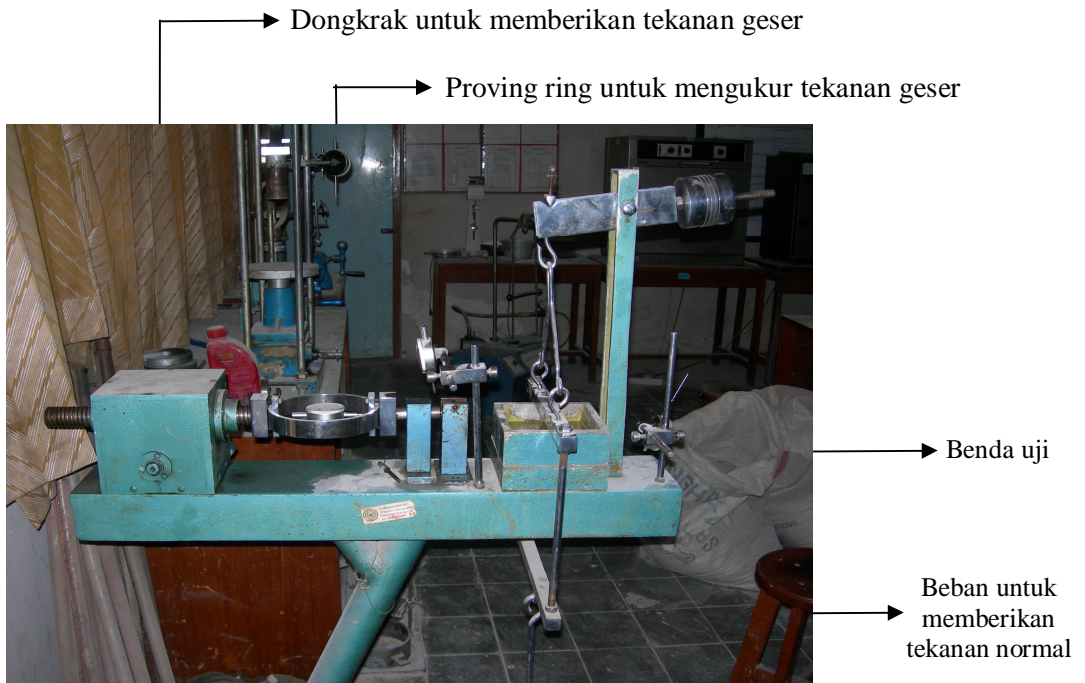 Dongkrak untuk memberikan tekanan geser
Proving ring untuk mengukur tekanan geser
Benda uji
Beban untuk
memberikan
tekanan normal